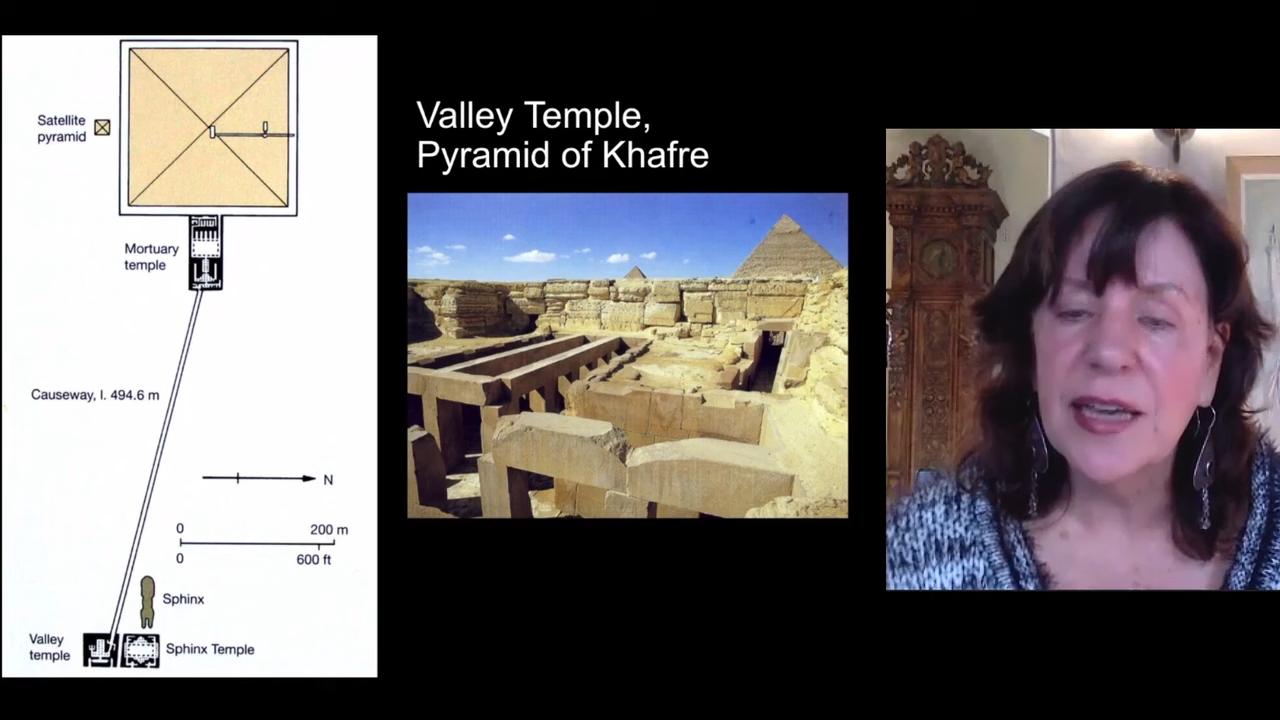 Valley Temple,
Pyramid of Khafre
Satellite
pyramid
Mortuary
temple
Causeway, l. 494.6 m
N
0
200 m
0
600 ft
Sphinx
Valley
temple
Sphinx Temple